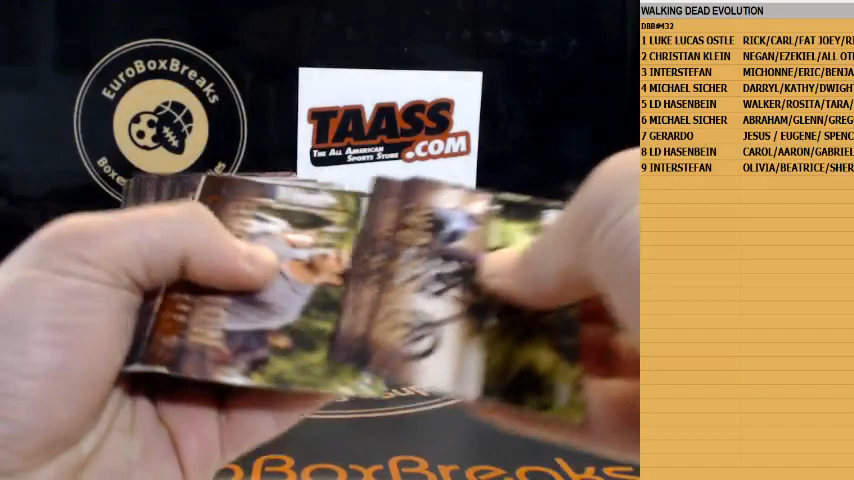 EuroBoxBreaks
TAASS
THE ALL AMERICAN
SPORTS STORE
.COM
WALKING DEAD EVOLUTION
DBB#432
1 LUKE LUCAS OSTLE RICK/CARL/FAT JOEY/RI
2 CHRISTIAN KLEIN NEGAN/EZEKIEL/ALL OT
3 INTERSTEFAN MICHONNE/ERIC/BENJA
4 MICHAEL SICHER DARRYL/KATHY/DWIGH
5 LD HASENBEIN WALKER/ROSITA/TARA/
6 MICHAEL SICHER ABRAHAM/GLENN/GREG
7 GERARDO JESUS / EUGENE/ SPENC
8 LD HASENBEIN CAROL/AARON/GABRIEL
9 INTERSTEFAN OLIVIA/BEATRICE/SHER
oBoxBreaks